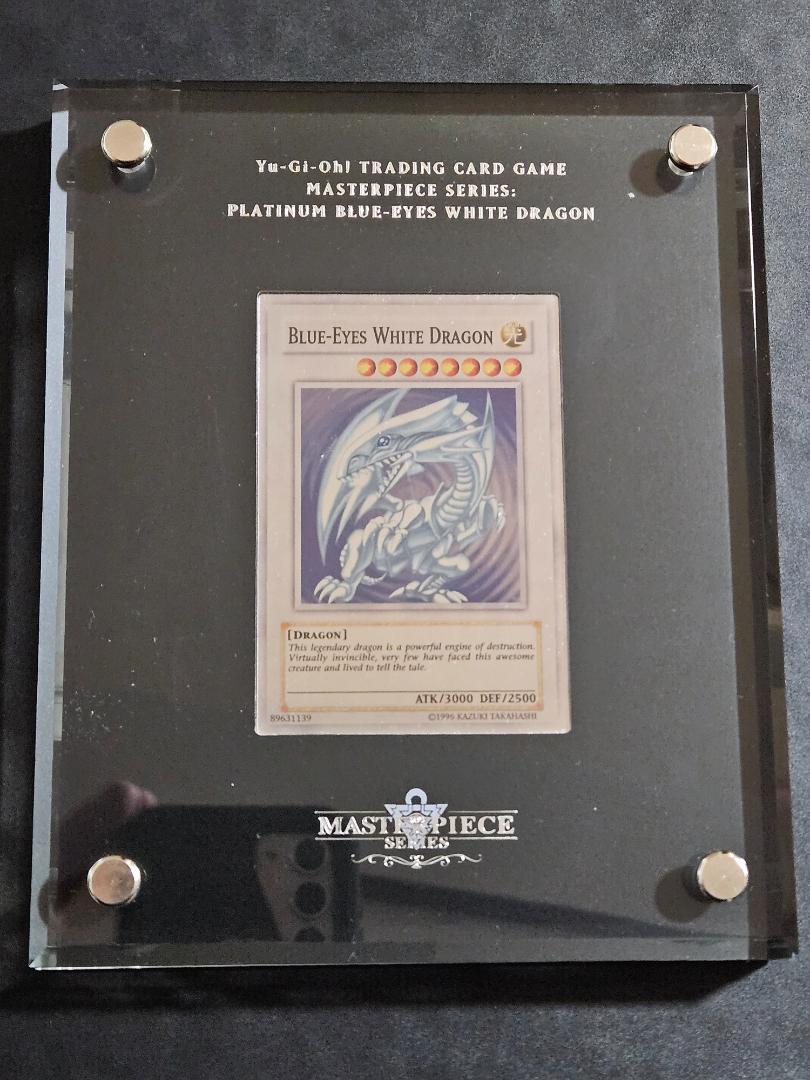 Yu-Gi-Oh! TRADING CARD GAME
MASTERPIECE SERIES:
PLATINUM BLUE-EYES WHITE DRAGON
BLUE-EYES WHITE DRAGON 光
[DRAGON]
This legendary dragon is a powerful engine of destruction.
Virtually invincible, very few have faced this awesome
creature and lived to tell the tale.
ATK/3000 DEF/2500
89631139 ©1996 KAZUKI TAKAHASHI
MASTERPIECE
SERIES